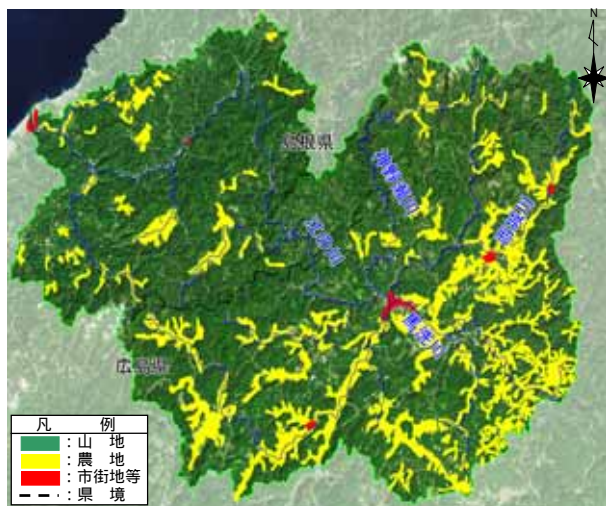 N
島根県
神野瀬川
江の川
西城川
馬洗川
広島県
凡 例
：山 地
：農 地
：市街地等
：県 境